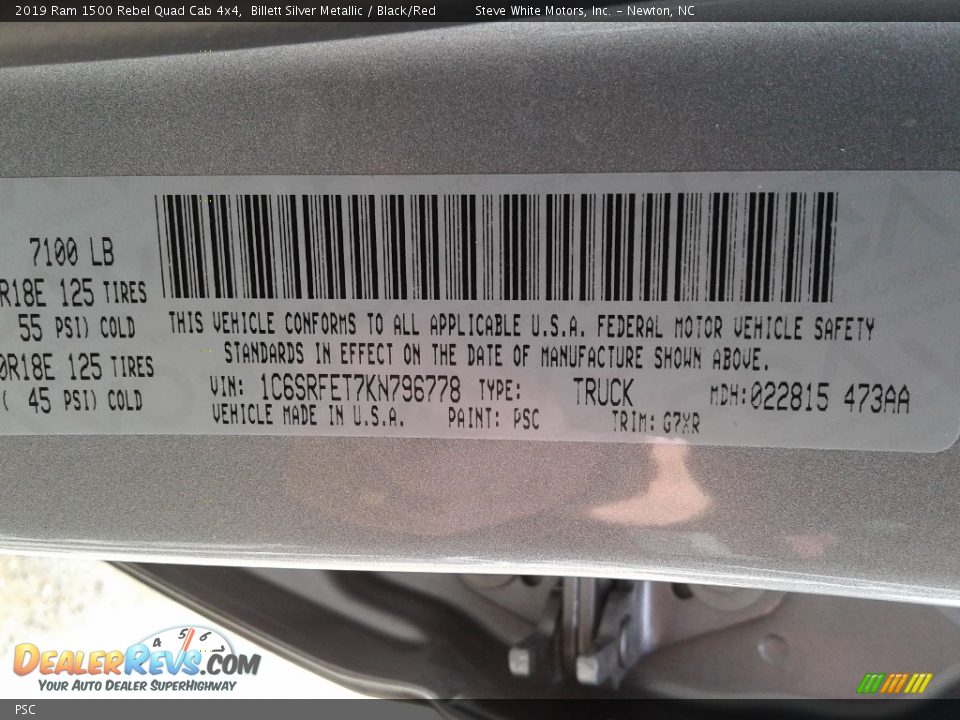 2019 Ram 1500 Rebel Quad Cab 4x4, Billett Silver Metallic / Black/Red Steve White Motors, Inc. – Newton, NC
7100 LB
R18E 125 TIRES
55 PSI) COLD
0R18E 125 TIRES
( 45 PSI) COLD
THIS VEHICLE CONFORMS TO ALL APPLICABLE U.S.A. FEDERAL MOTOR VEHICLE SAFETY
STANDARDS IN EFFECT ON THE DATE OF MANUFACTURE SHOWN ABOVE.
VIN: 1C6SRFET7KN796778 TYPE: TRUCK MDH:022815 473AA
VEHICLE MADE IN U.S.A. PAINT: PSC TRIM: G7XR
4 5 6
DEALERREVS.COM
YOUR AUTO DEALER SUPERHIGHWAY
PSC